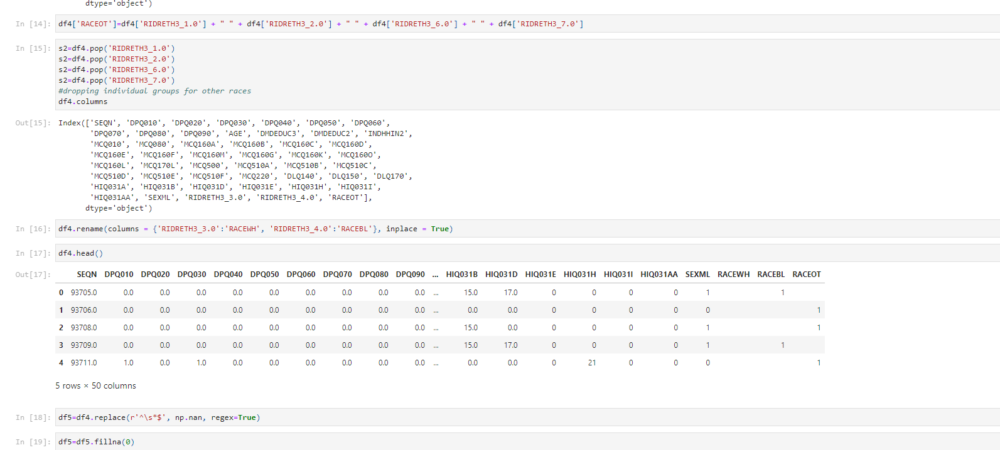 dtype='object')
In [14]: df4['RACEOT']=df4['RIDRETH3_1.0'] + " " + df4['RIDRETH3_2.0'] + " " + df4['RIDRETH3_6.0'] + " " + df4['RIDRETH3_7.0']
In [15]: s2=df4.pop('RIDRETH3_1.0')
s2=df4.pop('RIDRETH3_2.0')
s2=df4.pop('RIDRETH3_6.0')
s2=df4.pop('RIDRETH3_7.0')
#dropping individual groups for other races
df4.columns
Out[15]: Index(['SEQN', 'DPQ010', 'DPQ020', 'DPQ030', 'DPQ040', 'DPQ050', 'DPQ060',
'DPQ070', 'DPQ080', 'DPQ090', 'AGE', 'DMDEDUC3', 'DMDEDUC2', 'INDHHIN2',
'MCQ010', 'MCQ080', 'MCQ160A', 'MCQ160B', 'MCQ160C', 'MCQ160D',
'MCQ160E', 'MCQ160F', 'MCQ160M', 'MCQ160G', 'MCQ160K', 'MCQ160O',
'MCQ160L', 'MCQ170L', 'MCQ500', 'MCQ510A', 'MCQ510B', 'MCQ510C',
'MCQ510D', 'MCQ510E', 'MCQ510F', 'MCQ220', 'DLQ140', 'DLQ150', 'DLQ170',
'HIQ031A', 'HIQ031B', 'HIQ031D', 'HIQ031E', 'HIQ031H', 'HIQ031I',
'HIQ031AA', 'SEXML', 'RIDRETH3_3.0', 'RIDRETH3_4.0', 'RACEOT'],
dtype='object')
In [16]: df4.rename(columns = {'RIDRETH3_3.0':'RACEWH', 'RIDRETH3_4.0':'RACEBL'}, inplace = True)
In [17]: df4.head()
Out[17]: SEQN DPQ010 DPQ020 DPQ030 DPQ040 DPQ050 DPQ060 DPQ070 DPQ080 DPQ090 ... HIQ031B HIQ031D HIQ031E HIQ031H HIQ031I HIQ031AA SEXML RACEWH RACEBL RACEOT
0 93705.0 0.0 0.0 0.0 0.0 0.0 0.0 0.0 0.0 0.0 ... 15.0 17.0 0 0 0 0 1 1
1 93706.0 0.0 0.0 0.0 0.0 0.0 0.0 0.0 0.0 0.0 ... 0.0 0.0 0 0 0 0 0 1
2 93708.0 0.0 0.0 0.0 0.0 0.0 0.0 0.0 0.0 0.0 ... 15.0 0.0 0 0 0 0 1 1
3 93709.0 0.0 0.0 0.0 0.0 0.0 0.0 0.0 0.0 0.0 ... 15.0 17.0 0 0 0 0 1 1
4 93711.0 1.0 0.0 1.0 0.0 0.0 0.0 0.0 0.0 0.0 ... 0.0 0.0 0 21 0 0 0 1
5 rows × 50 columns
In [18]: df5=df4.replace(r'^\s*$', np.nan, regex=True)
In [19]: df5=df5.fillna(0)